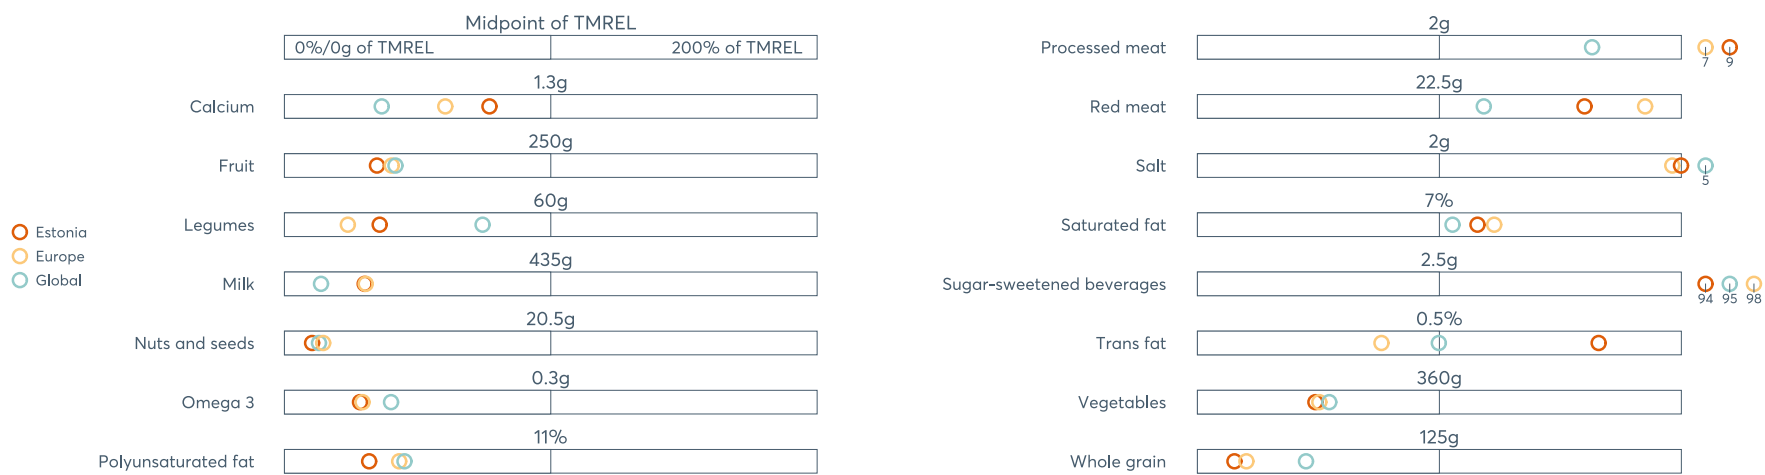 Midpoint of TMREL
0%/0g of TMREL 200% of TMREL
1.3g
Calcium
250g
Fruit
60g
Legumes
435g
Milk
20.5g
Nuts and seeds
0.3g
Omega 3
11%
Polyunsaturated fat
Estonia
Europe
Global
2g
Processed meat
7 9
22.5g
Red meat
2g
Salt
5
7%
Saturated fat
2.5g
Sugar-sweetened beverages
94 95 98
0.5%
Trans fat
360g
Vegetables
125g
Whole grain